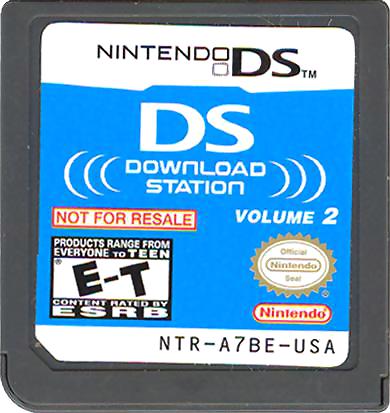 NINTENDO DS™
DS
DOWNLOAD
STATION
NOT FOR RESALE
VOLUME 2
PRODUCTS RANGE FROM
EVERYONE TO TEEN
E-T
®
CONTENT RATED BY
ESRB
Official
Nintendo
Seal
®
Nintendo
NTR-A7BE-USA